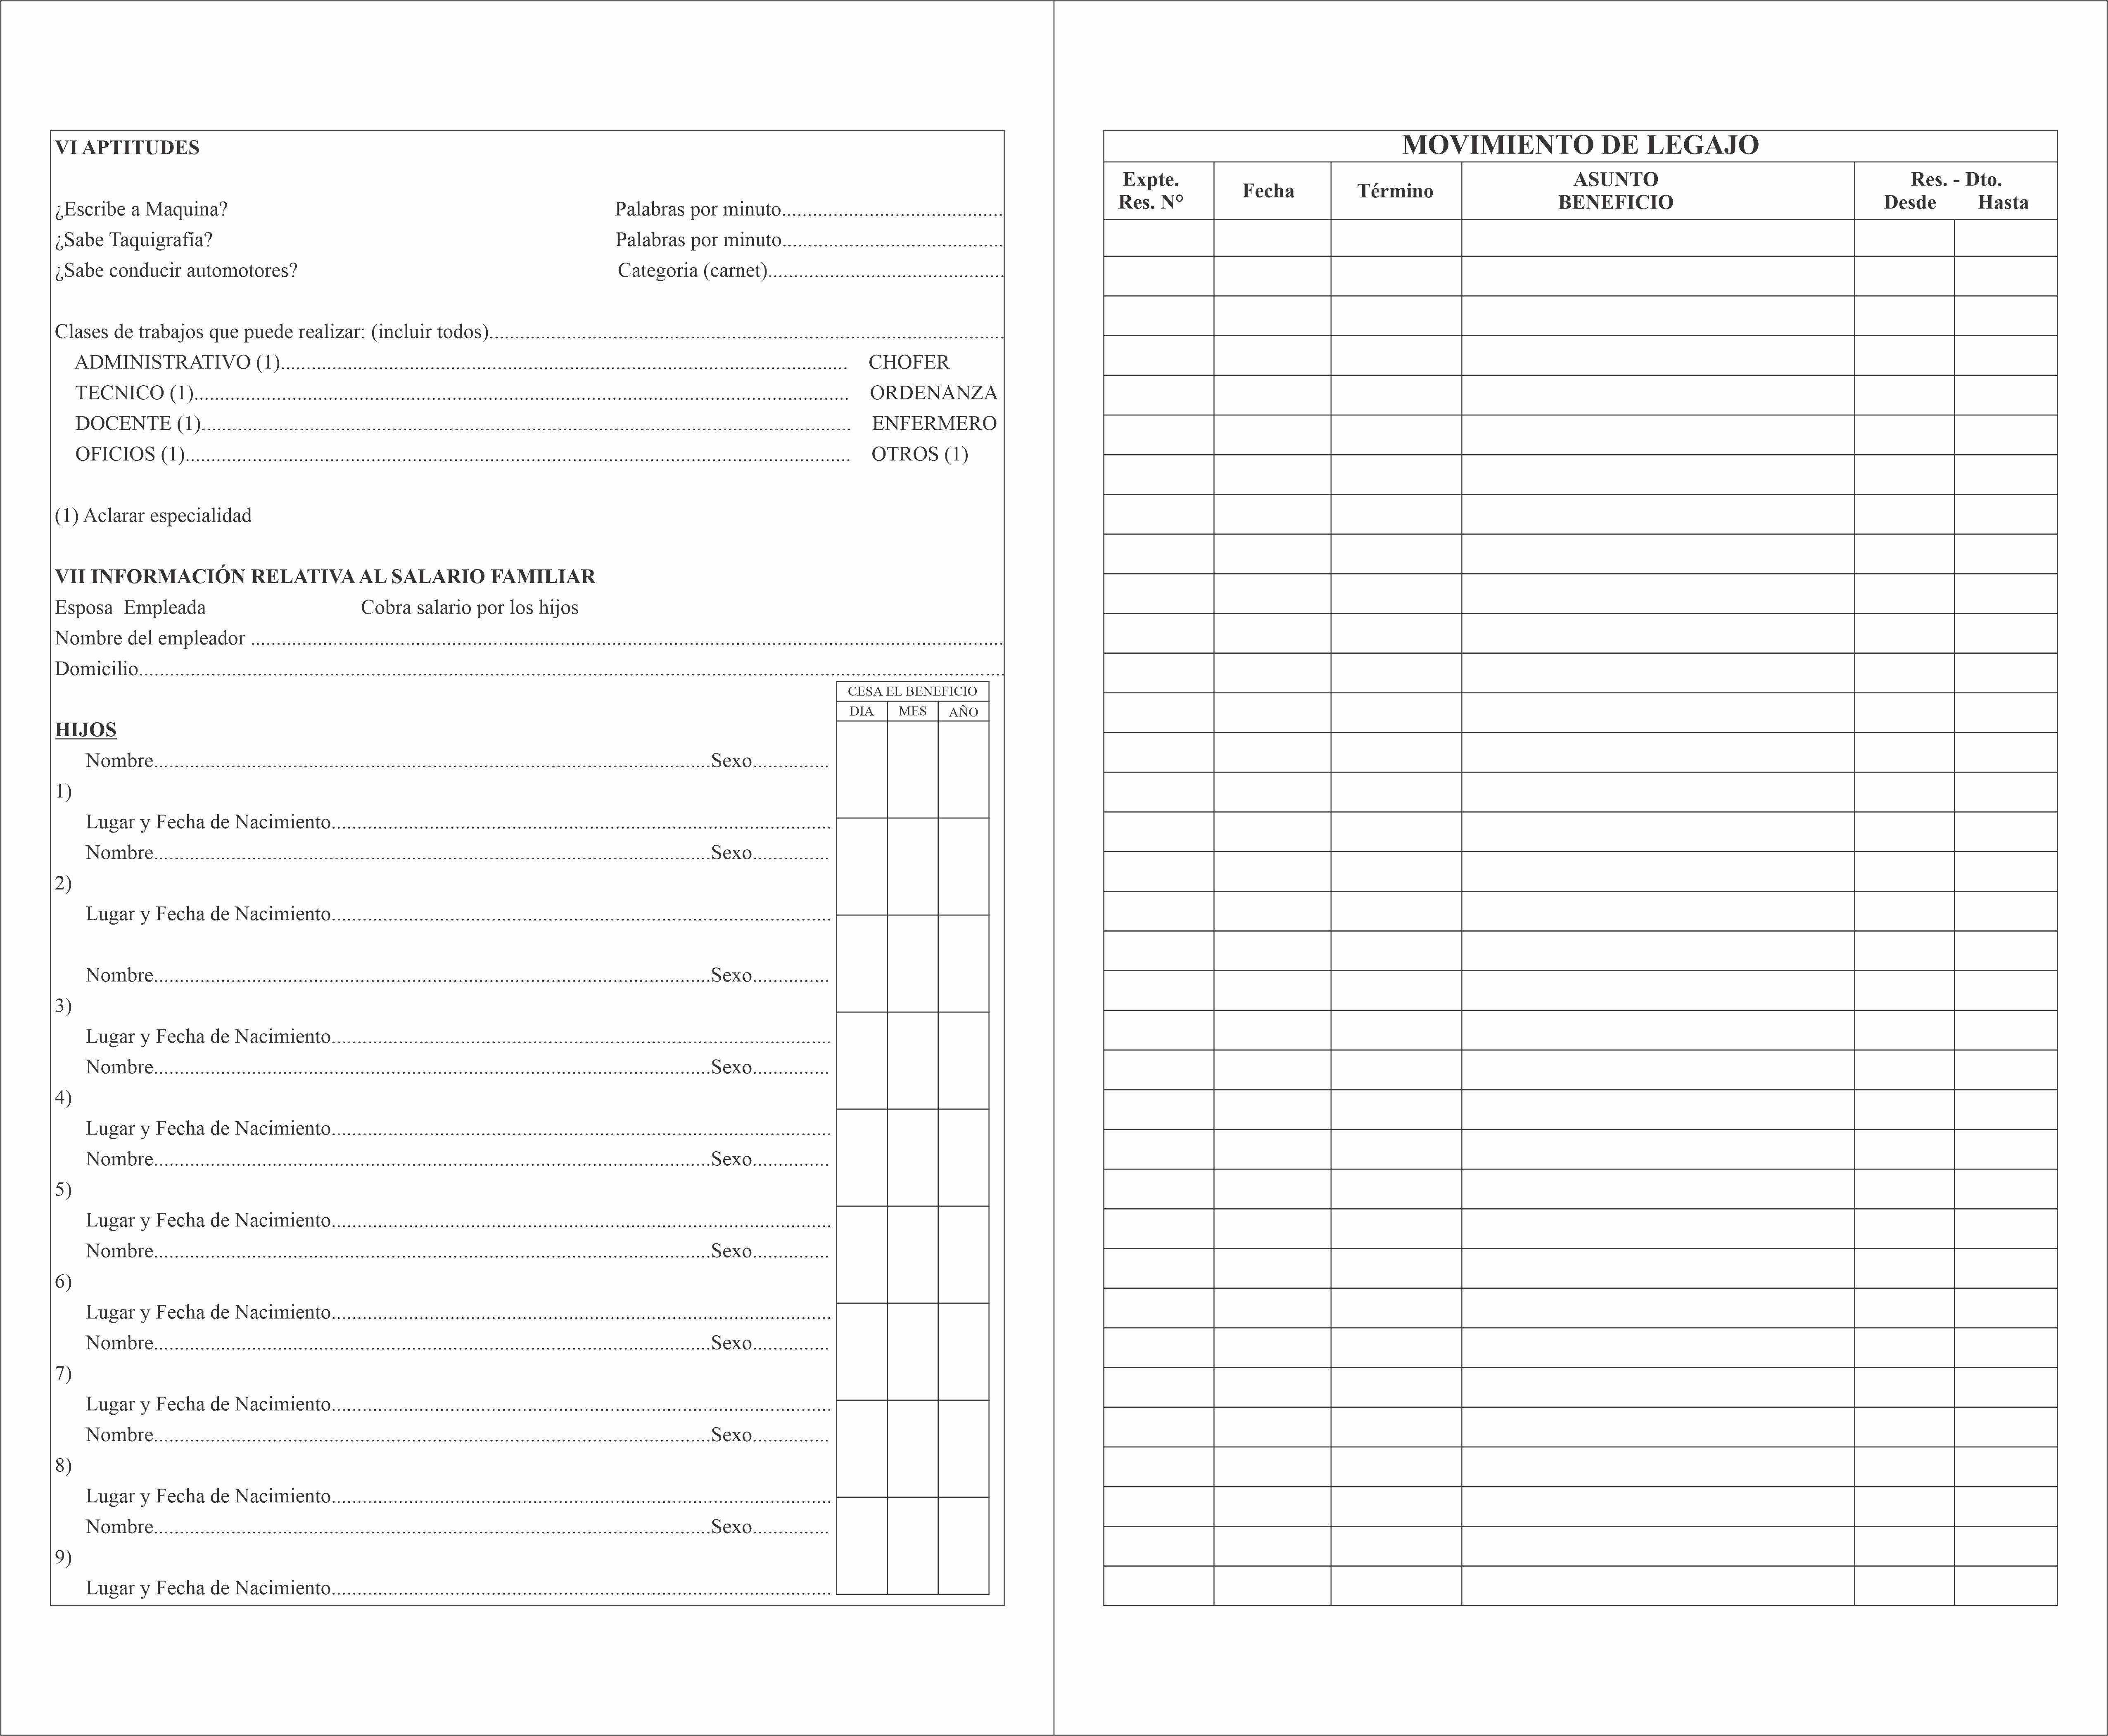 VI APTITUDES
¿Escribe a Maquina? Palabras por minuto..........................................
¿Sabe Taquigrafía? Palabras por minuto..........................................
¿Sabe conducir automotores? Categoria (carnet).............................................
Clases de trabajos que puede realizar: (incluir todos)..................................................................................................
ADMINISTRATIVO (1)............................................................................................................. CHOFER
TECNICO (1).............................................................................................................................. ORDENANZA
DOCENTE (1)............................................................................................................................. ENFERMERO
OFICIOS (1)................................................................................................................................ OTROS (1)
(1) Aclarar especialidad
VII INFORMACIÓN RELATIVA AL SALARIO FAMILIAR
Esposa Empleada Cobra salario por los hijos
Nombre del empleador ................................................................................................................................................
Domicilio......................................................................................................................................................................
CESA EL BENEFICIO
DIA MES AÑO
HIJOS
Nombre...........................................................................................................Sexo...............
1)
Lugar y Fecha de Nacimiento................................................................................................
Nombre...........................................................................................................Sexo...............
2)
Lugar y Fecha de Nacimiento................................................................................................
Nombre...........................................................................................................Sexo...............
3)
Lugar y Fecha de Nacimiento................................................................................................
Nombre...........................................................................................................Sexo...............
4)
Lugar y Fecha de Nacimiento................................................................................................
Nombre...........................................................................................................Sexo...............
5)
Lugar y Fecha de Nacimiento................................................................................................
Nombre...........................................................................................................Sexo...............
6)
Lugar y Fecha de Nacimiento................................................................................................
Nombre...........................................................................................................Sexo...............
7)
Lugar y Fecha de Nacimiento................................................................................................
Nombre...........................................................................................................Sexo...............
8)
Lugar y Fecha de Nacimiento................................................................................................
Nombre...........................................................................................................Sexo...............
9)
Lugar y Fecha de Nacimiento................................................................................................
MOVIMIENTO DE LEGAJO
Expte. Res. N° Fecha Término ASUNTO BENEFICIO Res. - Dto.
Desde Hasta